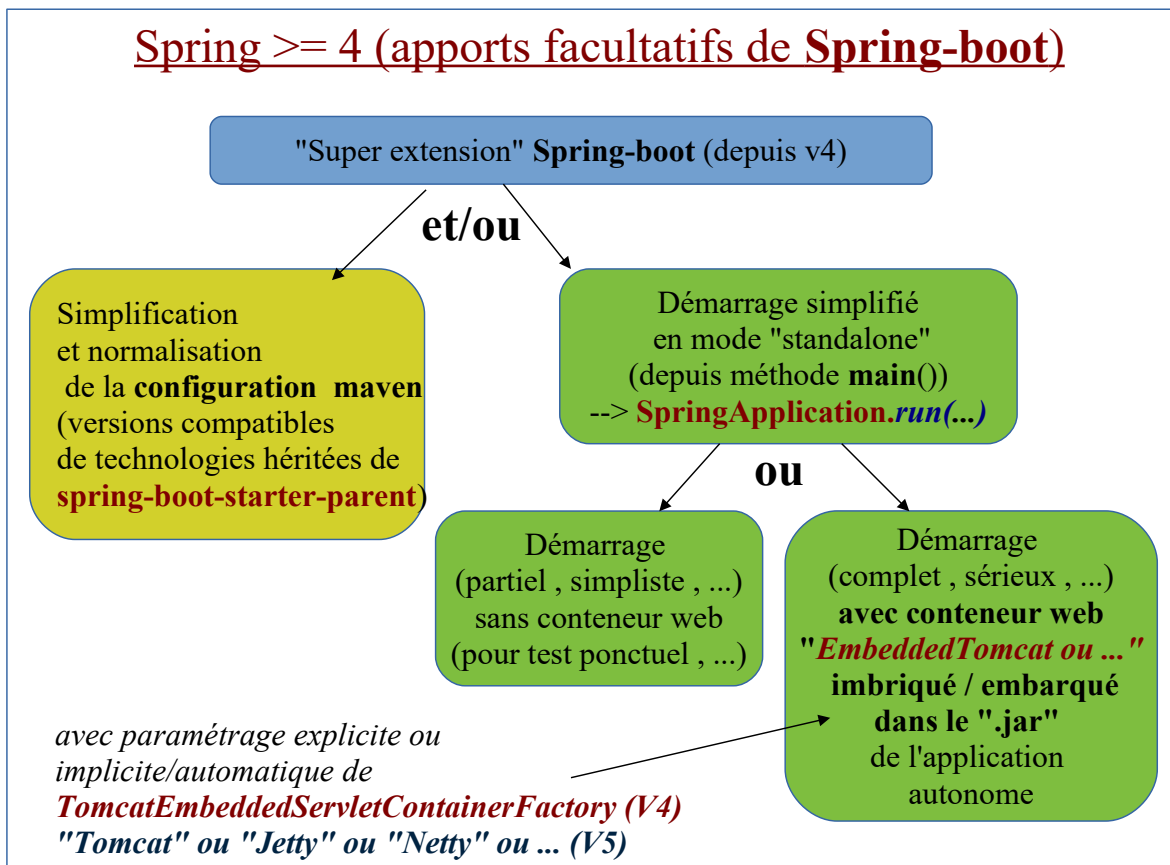 Spring >= 4 (apports facultatifs de Spring-boot)
"Super extension" Spring-boot (depuis v4)
et/ou
Simplification
et normalisation
de la configuration maven
(versions compatibles
de technologies héritées de
spring-boot-starter-parent)
Démarrage simplifié
en mode "standalone"
(depuis méthode main())
--> SpringApplication.run(...)
ou
Démarrage
(partiel , simpliste , ...)
sans conteneur web
(pour test ponctuel , ...)
Démarrage
(complet , sérieux , ...)
avec conteneur web
"EmbeddedTomcat ou ..."
imbriqué / embarqué
dans le ".jar"
de l'application
autonome
avec paramétrage explicite ou
implicite/automatique de
TomcatEmbeddedServletContainerFactory (V4)
"Tomcat" ou "Jetty" ou "Netty" ou ... (V5)